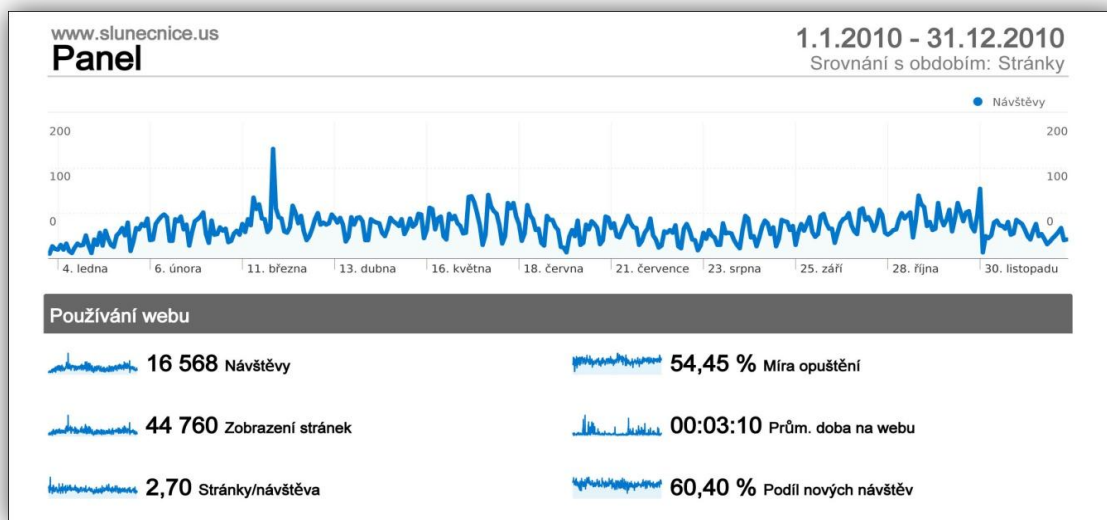 www.slunecnice.us
Panel
1.1.2010 - 31.12.2010
Srovnání s obdobím: Stránky
Návštěvy
200 200
100 100
0 0
4. ledna 6. února 11. března 13. dubna 16. května 18. června 21. července 23. srpna 25. září 28. října 30. listopadu
Používání webu
16 568 Návštěvy
54,45 % Míra opuštění
44 760 Zobrazení stránek
00:03:10 Prům. doba na webu
2,70 Stránky/návštěva
60,40 % Podíl nových návštěv